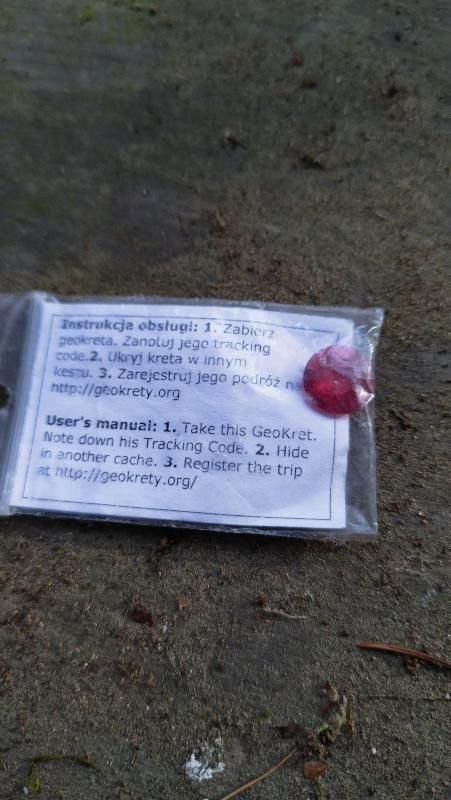 Instrukcja obsługi: 1. Zabierz
geokreta. Zanotuj jego tracking
code.2. Ukryj kreta w innym
keszu. 3. Zarejestruj jego podróż na
http://geokrety.org
User's manual: 1. Take this GeoKret.
Note down his Tracking Code. 2. Hide
in another cache. 3. Register the trip
at http://geokrety.org/